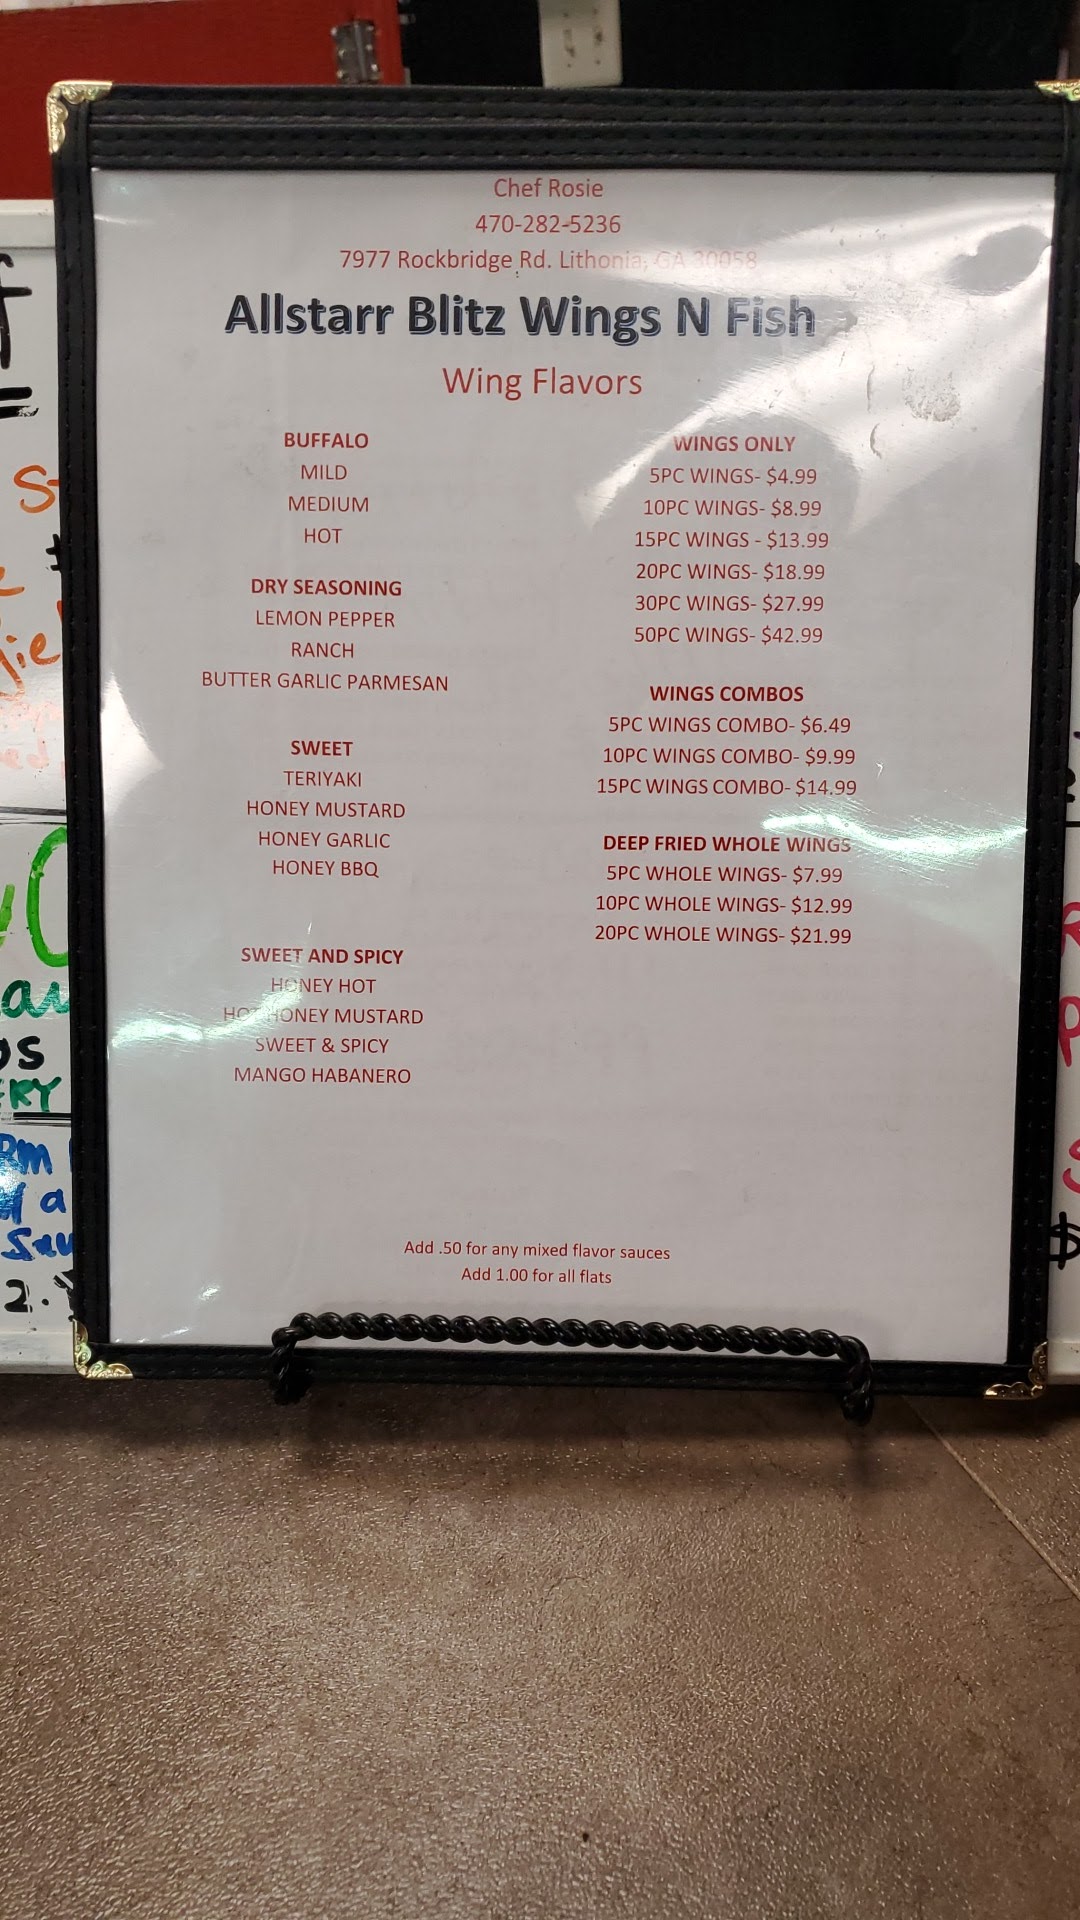 Chef Rosie
470-282-5236
7977 Rockbridge Rd. Lithonia, GA 30058
Allstarr Blitz Wings N Fish
Wing Flavors
BUFFALO
MILD
MEDIUM
HOT
DRY SEASONING
LEMON PEPPER
RANCH
BUTTER GARLIC PARMESAN
SWEET
TERIYAKI
HONEY MUSTARD
HONEY GARLIC
HONEY BBQ
SWEET AND SPICY
HONEY HOT
HOT HONEY MUSTARD
SWEET & SPICY
MANGO HABANERO
WINGS ONLY
5PC WINGS- $4.99
10PC WINGS- $8.99
15PC WINGS - $13.99
20PC WINGS- $18.99
30PC WINGS- $27.99
50PC WINGS- $42.99
WINGS COMBOS
5PC WINGS COMBO- $6.49
10PC WINGS COMBO- $9.99
15PC WINGS COMBO- $14.99
DEEP FRIED WHOLE WINGS
5PC WHOLE WINGS- $7.99
10PC WHOLE WINGS- $12.99
20PC WHOLE WINGS- $21.99
Add .50 for any mixed flavor sauces
Add 1.00 for all flats